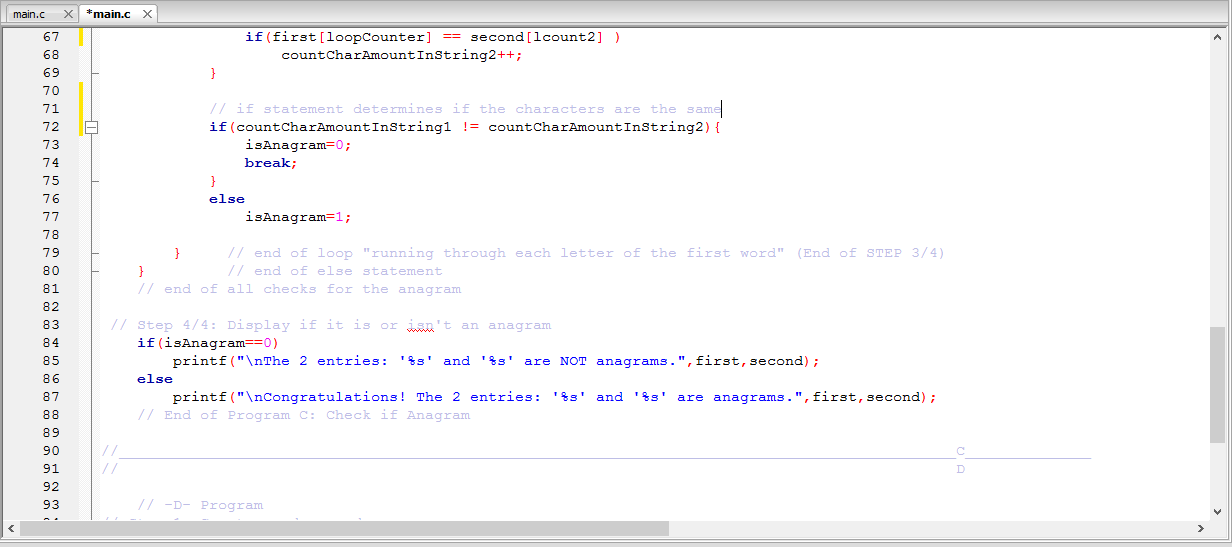 main.c
*main.c
67 if(first[loopCounter] == second[lcount2] )
68 countCharAmountInString2++;
69 }
70
71 // if statement determines if the characters are the same
72 if(countCharAmountInString1 != countCharAmountInString2){
73 isAnagram=0;
74 break;
75 }
76 else
77 isAnagram=1;
78
79 } // end of loop "running through each letter of the first word" (End of STEP 3/4)
80 } // end of else statement
81 // end of all checks for the anagram
82
83 // Step 4/4: Display if it is or isn't an anagram
84 if(isAnagram==0)
85 printf("\nThe 2 entries: '%s' and '%s' are NOT anagrams.",first,second);
86 else
87 printf("\nCongratulations! The 2 entries: '%s' and '%s' are anagrams.",first,second);
88 // End of Program C: Check if Anagram
89
90 //_____________________________________________________________________________________________C______________
91 // D
92
93 // -D- Program